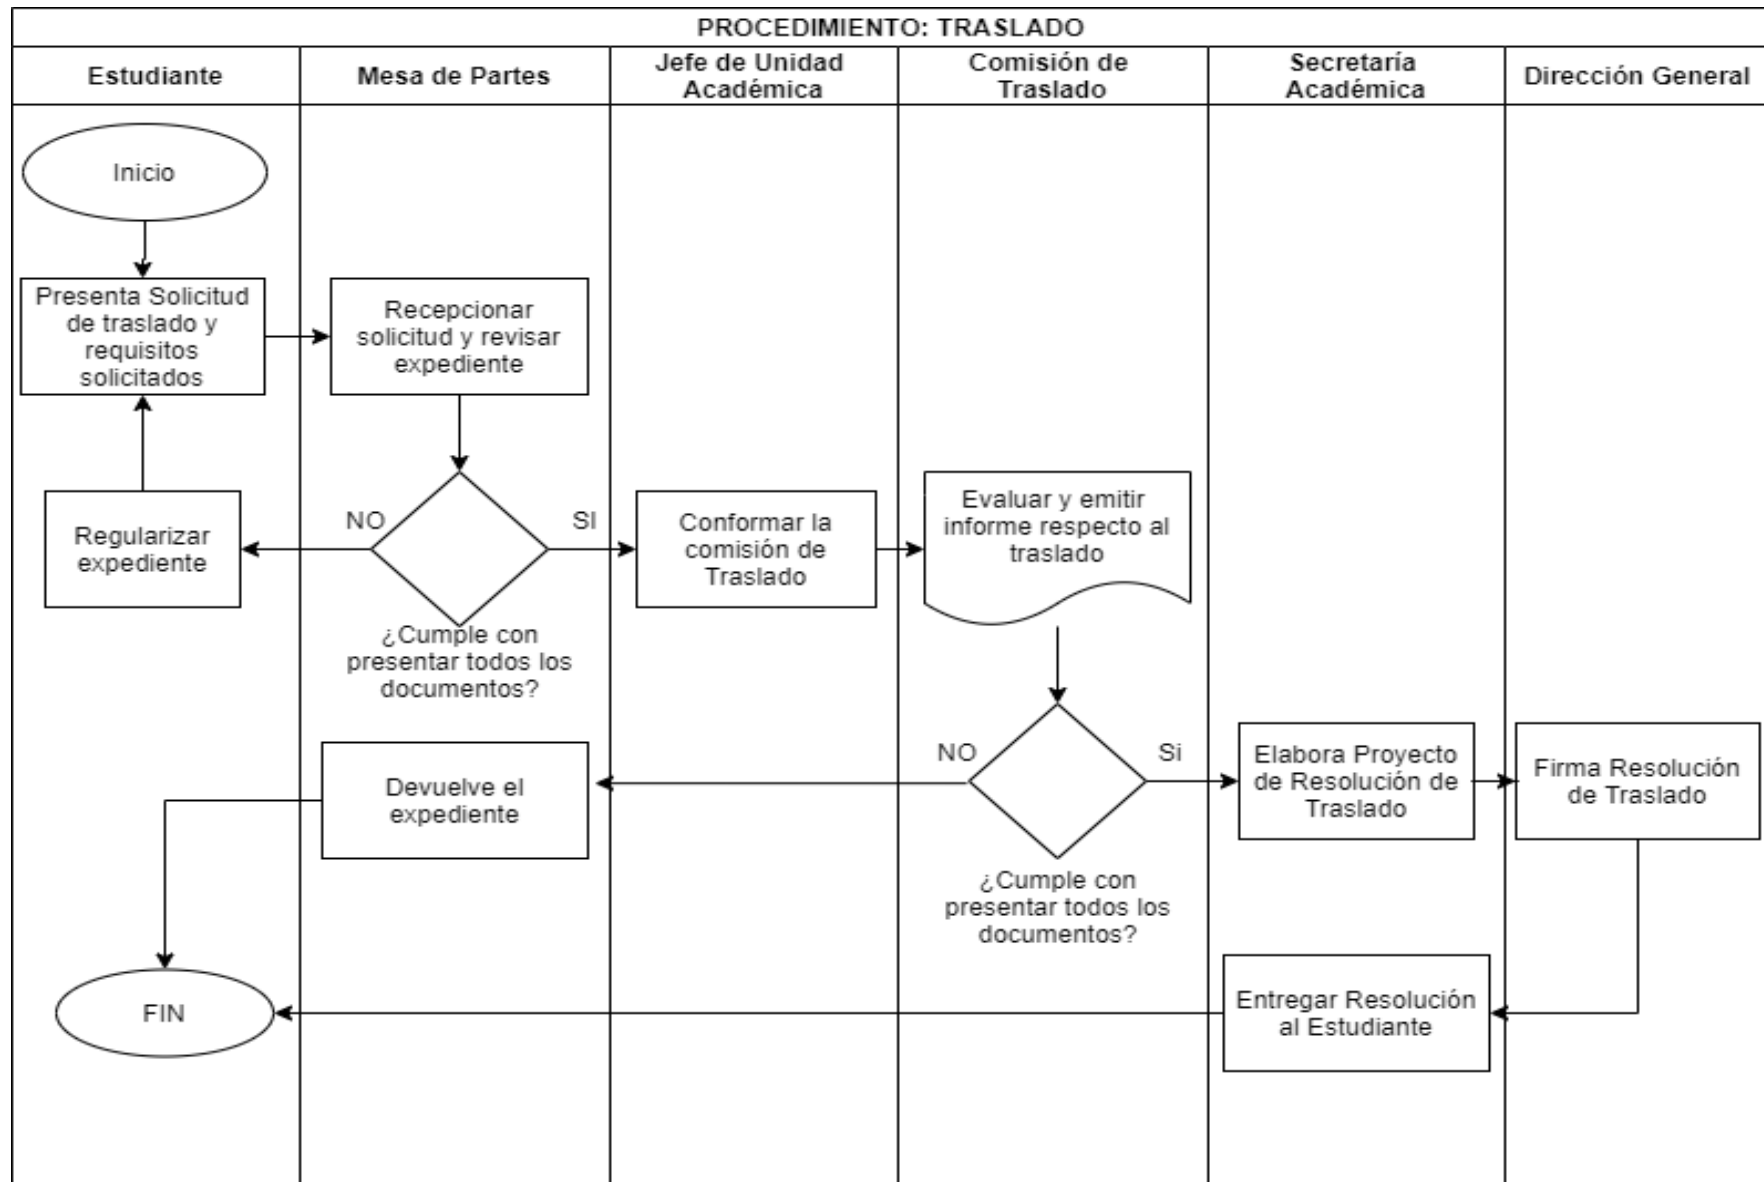 PROCEDIMIENTO: TRASLADO
Estudiante
Mesa de Partes
Jefe de Unidad
Académica
Comisión de
Traslado
Secretaría
Académica
Dirección General
Inicio
Presenta Solicitud
de traslado y
requisitos
solicitados
Recepcionar
solicitud y revisar
expediente
Regularizar
expediente
NO
SI
¿Cumple con
presentar todos los
documentos?
Conformar la
comisión de
Traslado
Evaluar y emitir
informe respecto al
traslado
Devuelve el
expediente
NO
Si
¿Cumple con
presentar todos los
documentos?
Elabora Proyecto
de Resolución de
Traslado
Firma Resolución
de Traslado
FIN
Entregar Resolución
al Estudiante